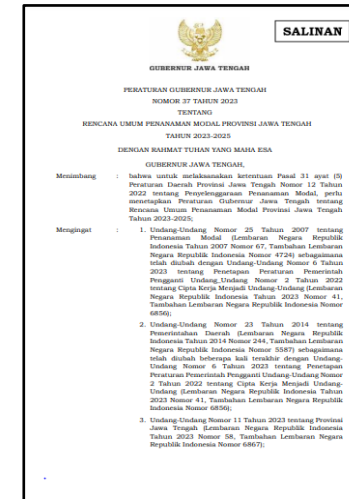 SALINAN
GUBERNUR JAWA TENGAH
PERATURAN GUBERNUR JAWA TENGAH
NOMOR 37 TAHUN 2023
TENTANG
RENCANA UMUM PENANAMAN MODAL PROVINSI JAWA TENGAH
TAHUN 2023-2025
DENGAN RAHMAT TUHAN YANG MAHA ESA
GUBERNUR JAWA TENGAH,
Menimbang : bahwa untuk melaksanakan ketentuan Pasal 31 ayat (5)
Peraturan Daerah Provinsi Jawa Tengah Nomor 12 Tahun
2022 tentang Penyelenggaraan Penanaman Modal, perlu
menetapkan Peraturan Gubernur Jawa Tengah tentang
Rencana Umum Penanaman Modal Provinsi Jawa Tengah
Tahun 2023-2025;
Mengingat : 1. Undang-Undang Nomor 25 Tahun 2007 tentang
Penanaman Modal (Lembaran Negara Republik
Indonesia Tahun 2007 Nomor 67, Tambahan Lembaran
Negara Republik Indonesia Nomor 4724) sebagaimana
telah diubah dengan Undang-Undang Nomor 6 Tahun
2023 tentang Penetapan Peraturan Pemerintah
Pengganti Undang_Undang Nomor 2 Tahun 2022
tentang Cipta Kerja Menjadi Undang-Undang (Lembaran
Negara Republik Indonesia Tahun 2023 Nomor 41,
Tambahan Lembaran Negara Republik Indonesia Nomor
6856);
2. Undang-Undang Nomor 23 Tahun 2014 tentang
Pemerintahan Daerah (Lembaran Negara Republik
Indonesia Tahun 2014 Nomor 244, Tambahan Lembaran
Negara Republik Indonesia Nomor 5587) sebagaimana
telah diubah beberapa kali terakhir dengan Undang-
Undang Nomor 6 Tahun 2023 tentang Penetapan
Peraturan Pemerintah Pengganti Undang-Undang Nomor
2 Tahun 2022 tentang Cipta Kerja Menjadi Undang-
Undang (Lembaran Negara Republik Indonesia Tahun
2023 Nomor 41, Tambahan Lembaran Negara Republik
Indonesia Nomor 6856);
3. Undang-Undang Nomor 11 Tahun 2023 tentang Provinsi
Jawa Tengah (Lembaran Negara Republik Indonesia
Tahun 2023 Nomor 58, Tambahan Lembaran Negara
Republik Indonesia Nomor 6867);